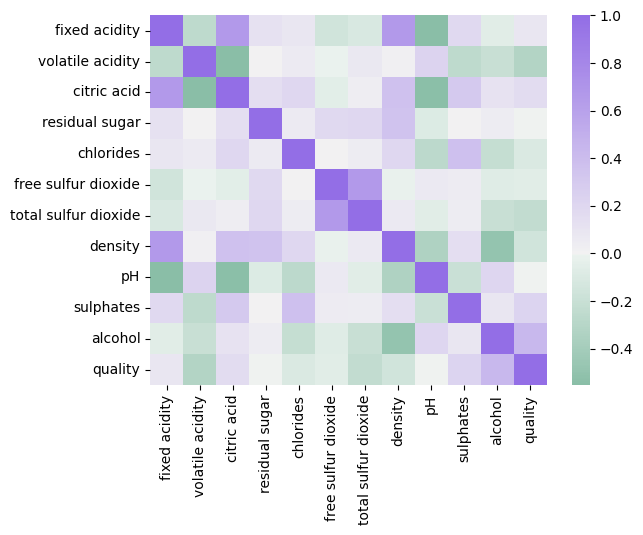 fixed acidity
volatile acidity
citric acid
residual sugar
chlorides
free sulfur dioxide
total sulfur dioxide
density
pH
sulphates
alcohol
quality
fixed acidity
volatile acidity
citric acid
residual sugar
chlorides
free sulfur dioxide
total sulfur dioxide
density
pH
sulphates
alcohol
quality
1.0
0.8
0.6
0.4
0.2
0.0
−0.2
−0.4